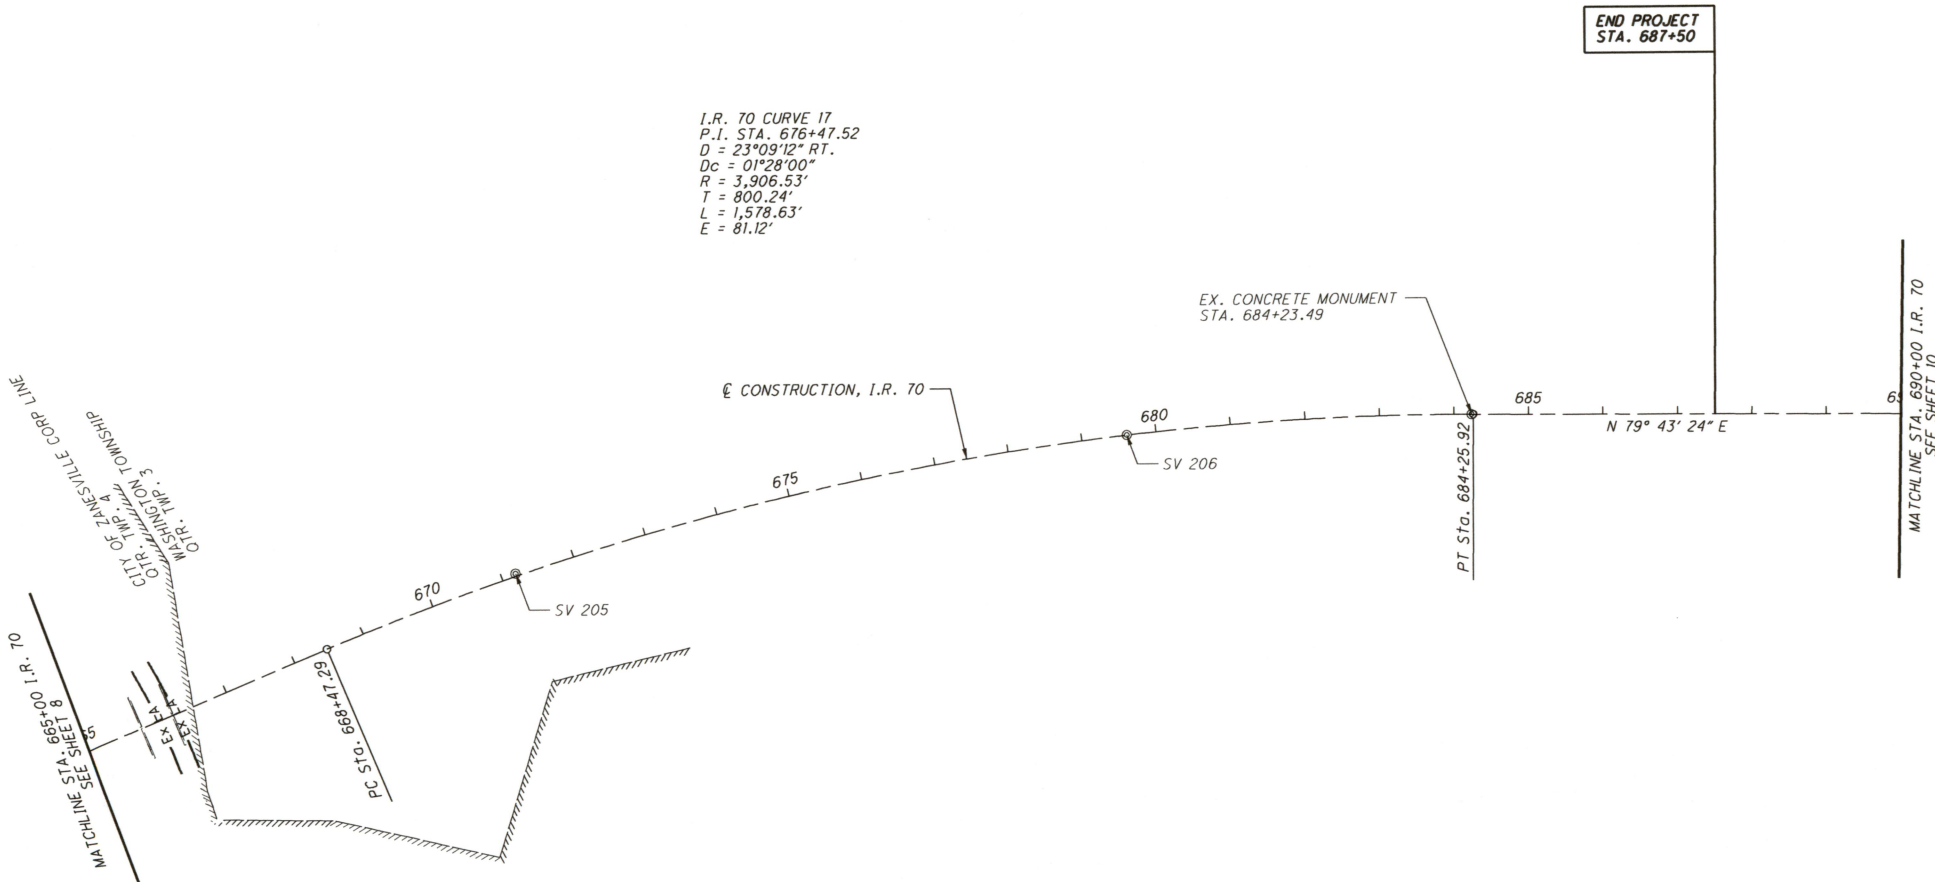 END PROJECT
STA. 687+50
I.R. 70 CURVE 17
P.I. STA. 676+47.52
D = 23°09'12" RT.
Dc = 01°28'00"
R = 3,906.53'
T = 800.24'
L = 1,578.63'
E = 81.12'
EX. CONCRETE MONUMENT
STA. 684+23.49
℄ CONSTRUCTION, I.R. 70
CITY OF ZANESVILLE CORP LINE
QTR. TWP. 4
WASHINGTON TOWNSHIP
QTR. TWP. 3
MATCHLINE STA. 665+00 I.R. 70
SEE SHEET 8
Ex LA
670
675
680
685
SV 205
SV 206
PC Sta. 668+47.29
PT Sta. 684+25.92
N 79° 43' 24" E
MATCHLINE STA. 690+00 I.R. 70
SEE SHEET 10